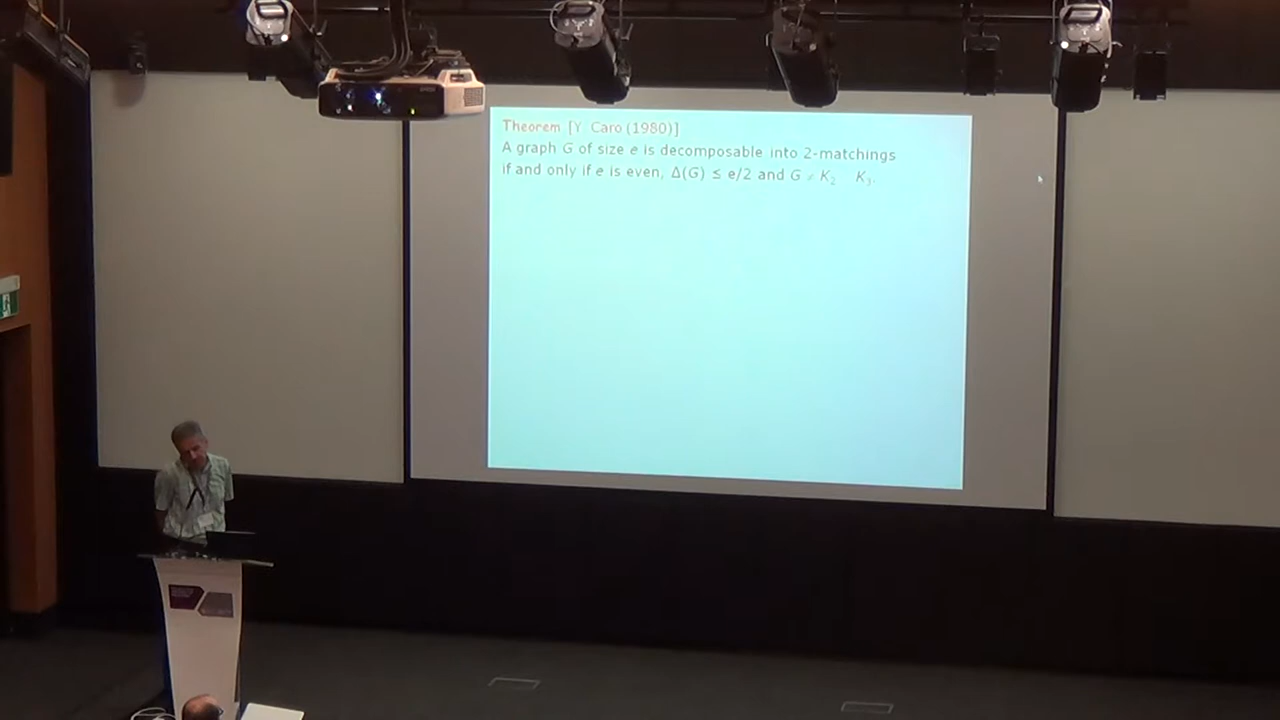 Theorem [Y. Caro (1980)]
A graph G of size e is decomposable into 2-matchings
if and only if e is even, Δ(G) ≤ e/2 and G ≠ K₂ K₃.